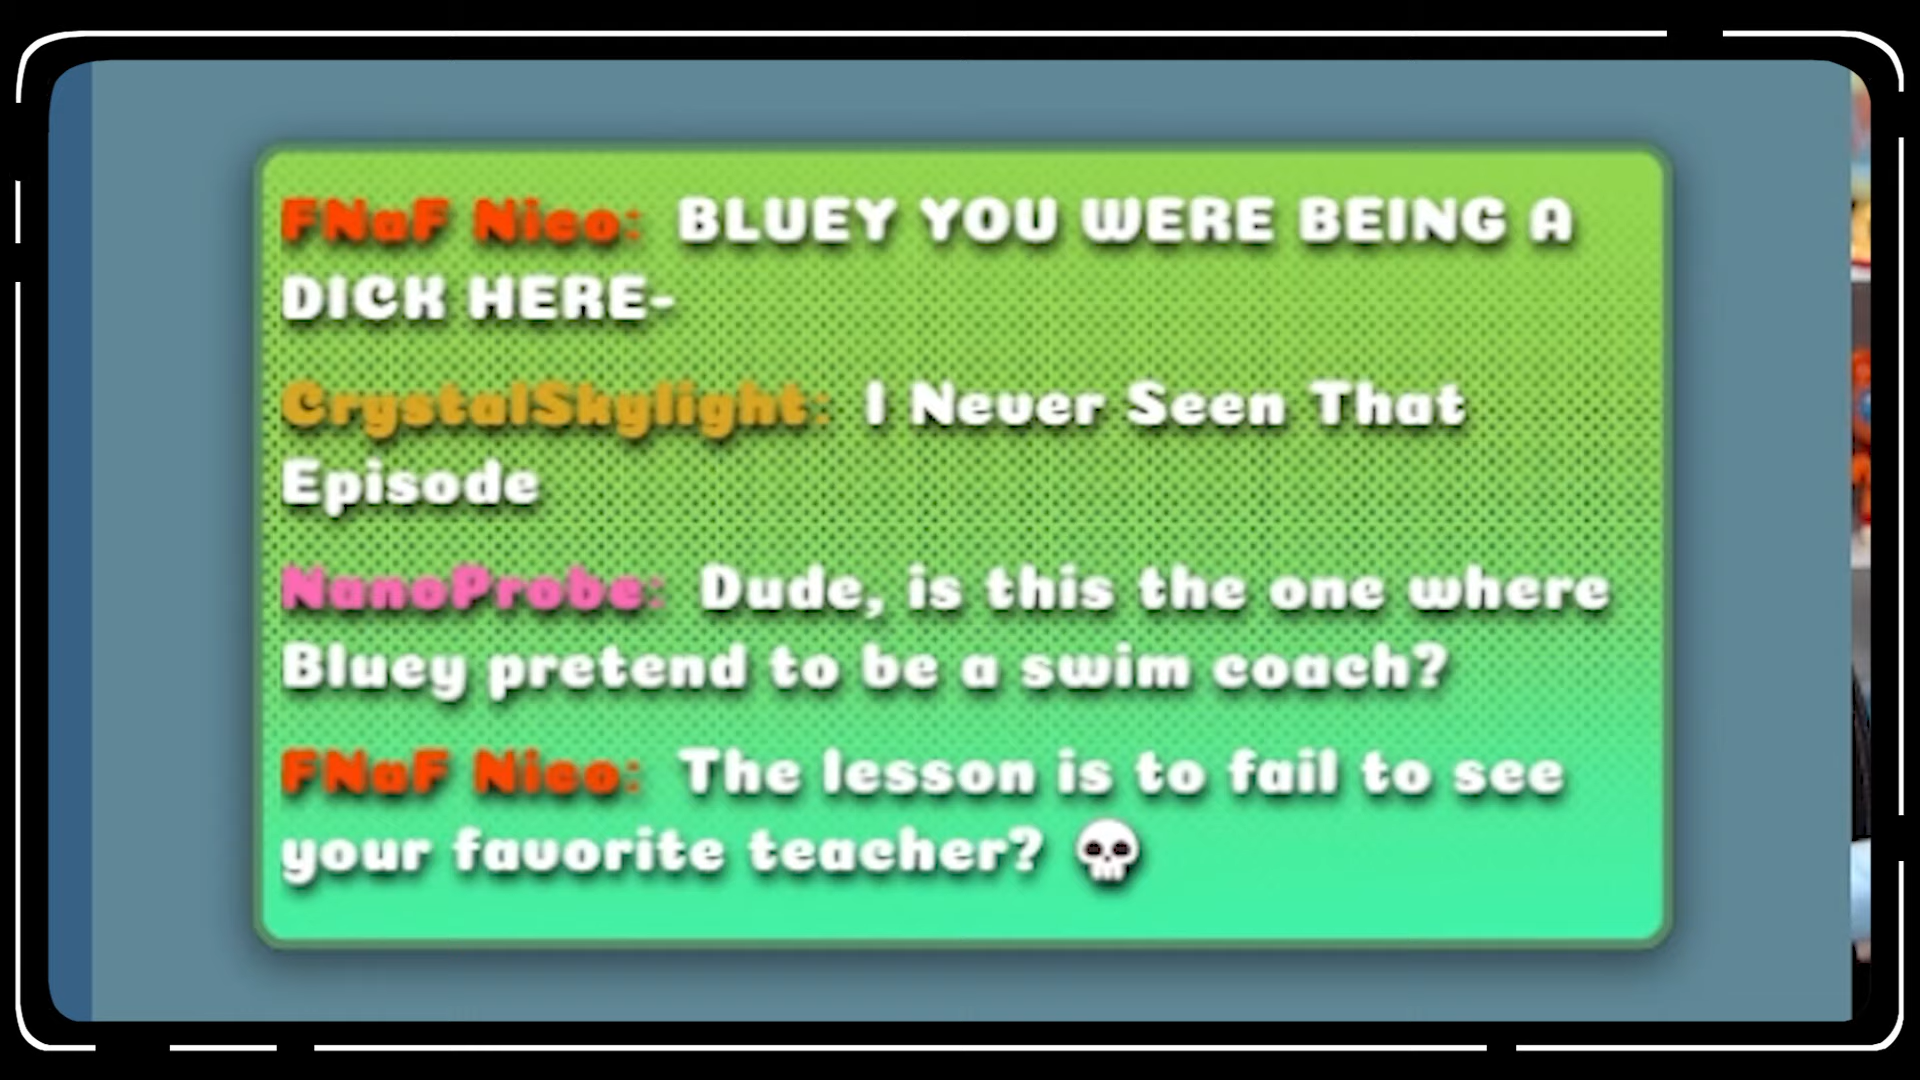 FNaF Nico: BLUEY YOU WERE BEING A
DICK HERE-
CrystalSkylight: I Never Seen That
Episode
NanoProbe: Dude, is this the one where
Bluey pretend to be a swim coach?
FNaF Nico: The lesson is to fail to see
your favorite teacher? 💀